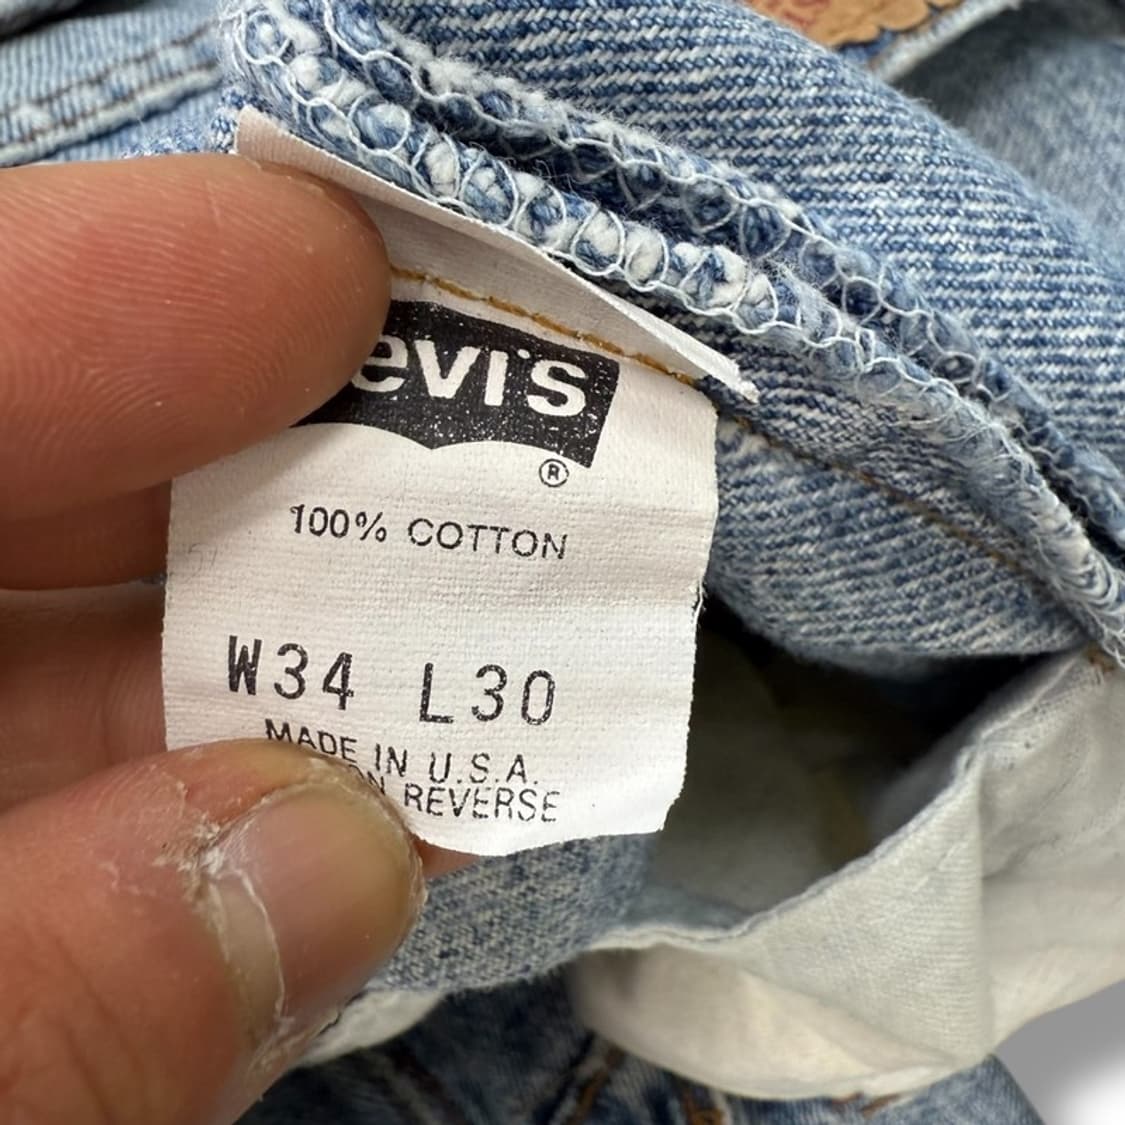 evi's
®
100% COTTON
W34 L30
MADE IN U.S.A.
REVERSE